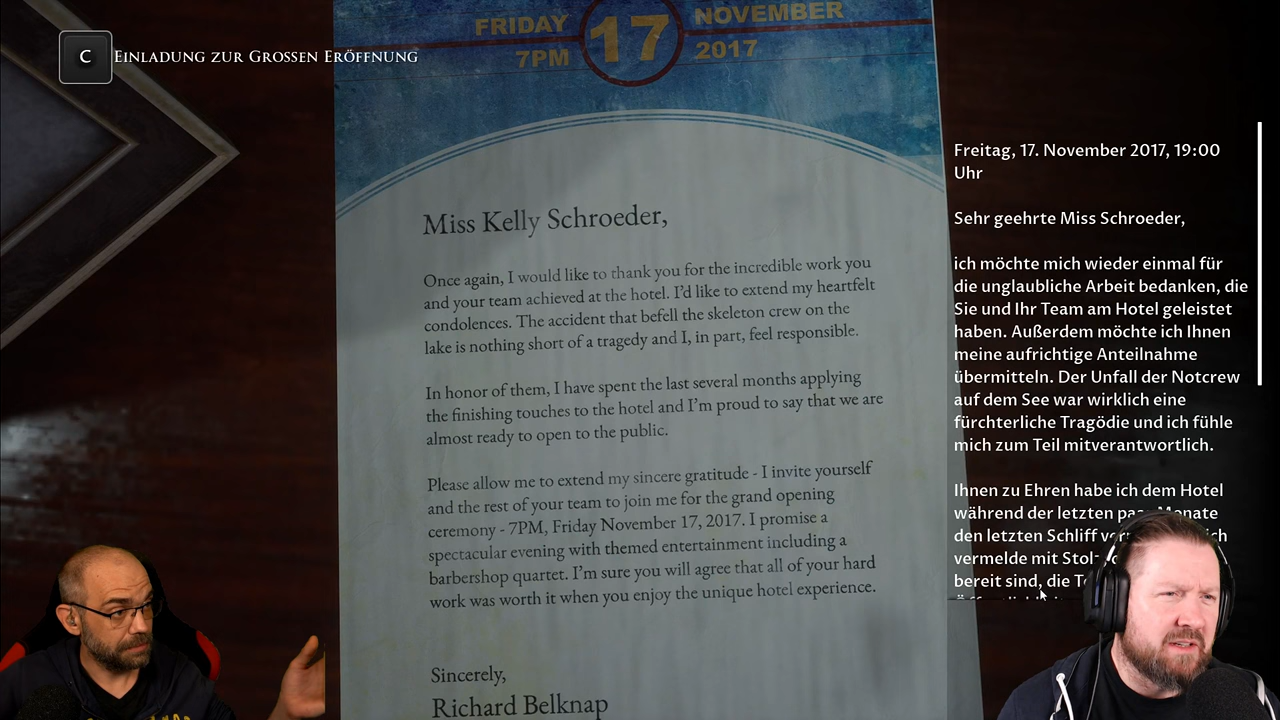 C
EINLADUNG ZUR GROSSEN ERÖFFNUNG
FRIDAY
7PM
17
NOVEMBER
2017
Miss Kelly Schroeder,
Once again, I would like to thank you for the incredible work you
and your team achieved at the hotel. I'd like to extend my heartfelt
condolences. The accident that befell the skeleton crew on the
lake is nothing short of a tragedy and I, in part, feel responsible.
In honor of them, I have spent the last several months applying
the finishing touches to the hotel and I'm proud to say that we are
almost ready to open to the public.
Please allow me to extend my sincere gratitude - I invite yourself
and the rest of your team to join me for the grand opening
ceremony - 7PM, Friday November 17, 2017. I promise a
spectacular evening with themed entertainment including a
barbershop quartet. I'm sure you will agree that all of your hard
work was worth it when you enjoy the unique hotel experience.
Sincerely,
Richard Belknap
Freitag, 17. November 2017, 19:00
Uhr
Sehr geehrte Miss Schroeder,
ich möchte mich wieder einmal für
die unglaubliche Arbeit bedanken, die
Sie und Ihr Team am Hotel geleistet
haben. Außerdem möchte ich Ihnen
meine aufrichtige Anteilnahme
übermitteln. Der Unfall der Notcrew
auf dem See war wirklich eine
fürchterliche Tragödie und ich fühle
mich zum Teil mitverantwortlich.
Ihnen zu Ehren habe ich dem Hotel
während der letzten Monate
den letzten Schliff
vermelde mit Stolz
bereit sind, die